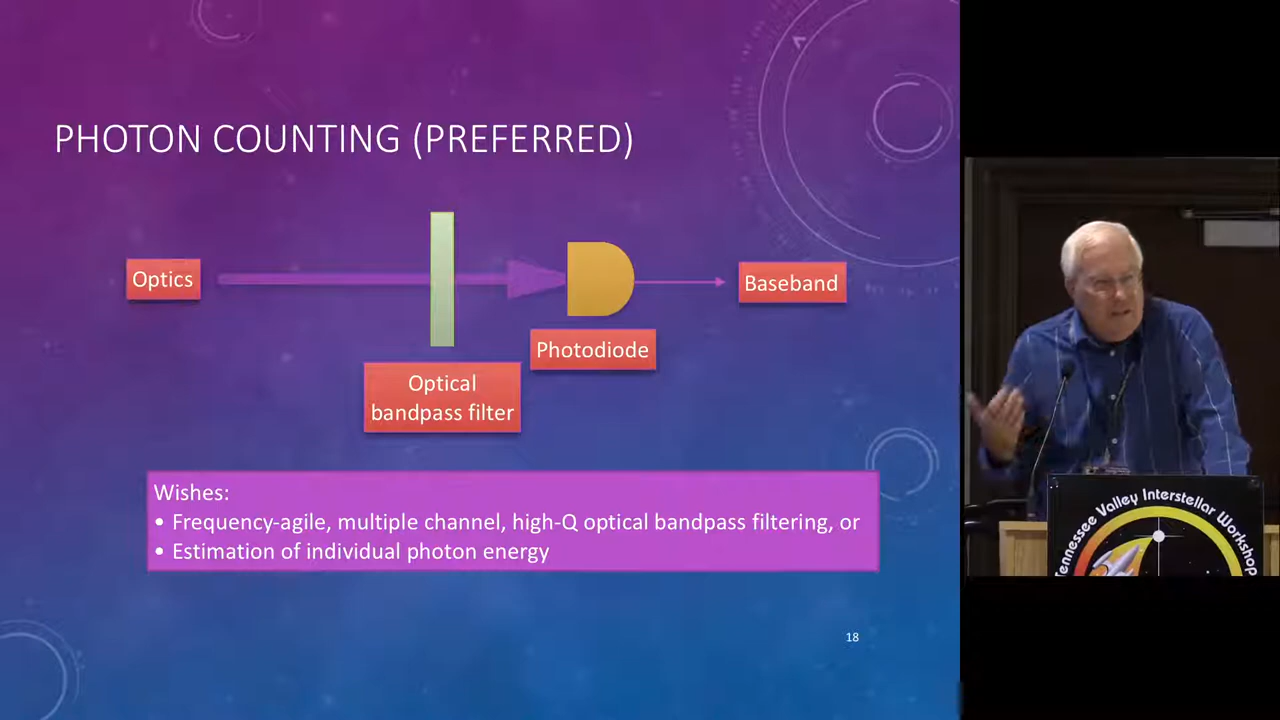 PHOTON COUNTING (PREFERRED)
Optics
Baseband
Photodiode
Optical
bandpass filter
Wishes:
• Frequency-agile, multiple channel, high-Q optical bandpass filtering, or
• Estimation of individual photon energy
18
Tennessee Valley Interstellar Workshop